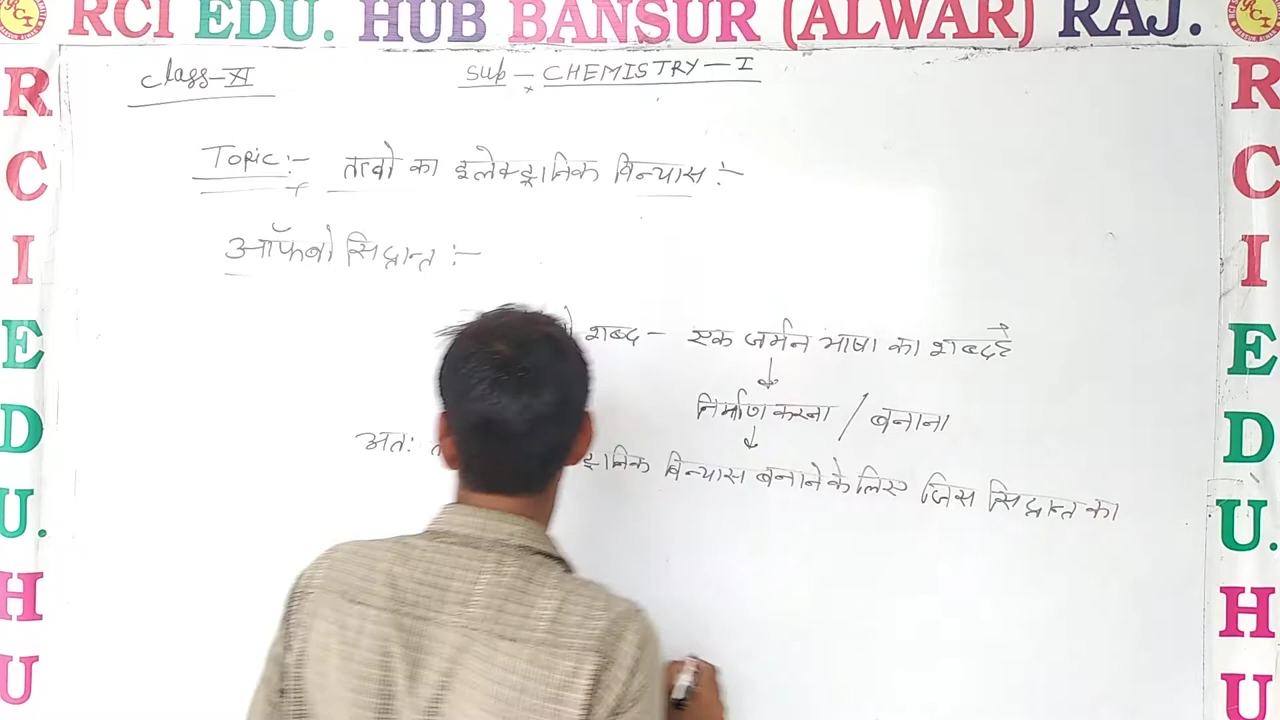 RCI EDU. HUB BANSUR (ALWAR) RAJ.
Class-XI
Sub - CHEMISTRY-I
Topic:- तत्वो का इलेक्ट्रानिक विन्यास :-
ऑफबो सिद्धान्त :-
शब्द - एक जर्मन भाषा का शब्द है
निर्माण करना / बनाना
अतः विन्यास बनाने के लिए जिस सिद्धान्त का
R
C
I
E
D
U.
H
U
R
C
I
E
D
U.
H
U